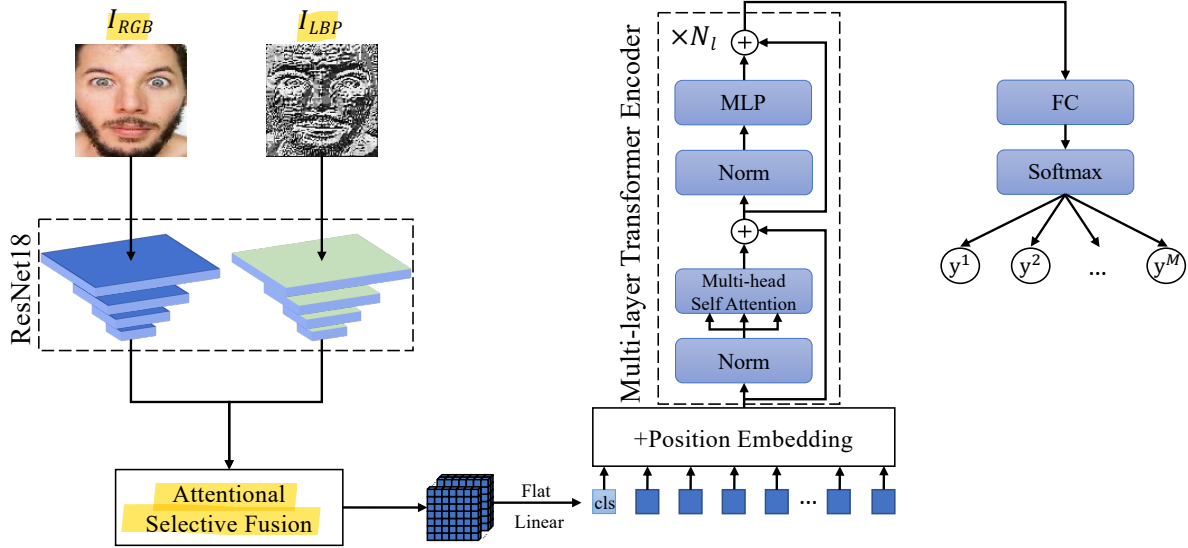 I_RGB
I_LBP
ResNet18
Attentional
Selective Fusion
Flat
Linear
cls
...
+Position Embedding
Multi-layer Transformer Encoder
×N_l
+
MLP
Norm
+
Multi-head
Self Attention
Norm
FC
Softmax
y^1
y^2
...
y^M